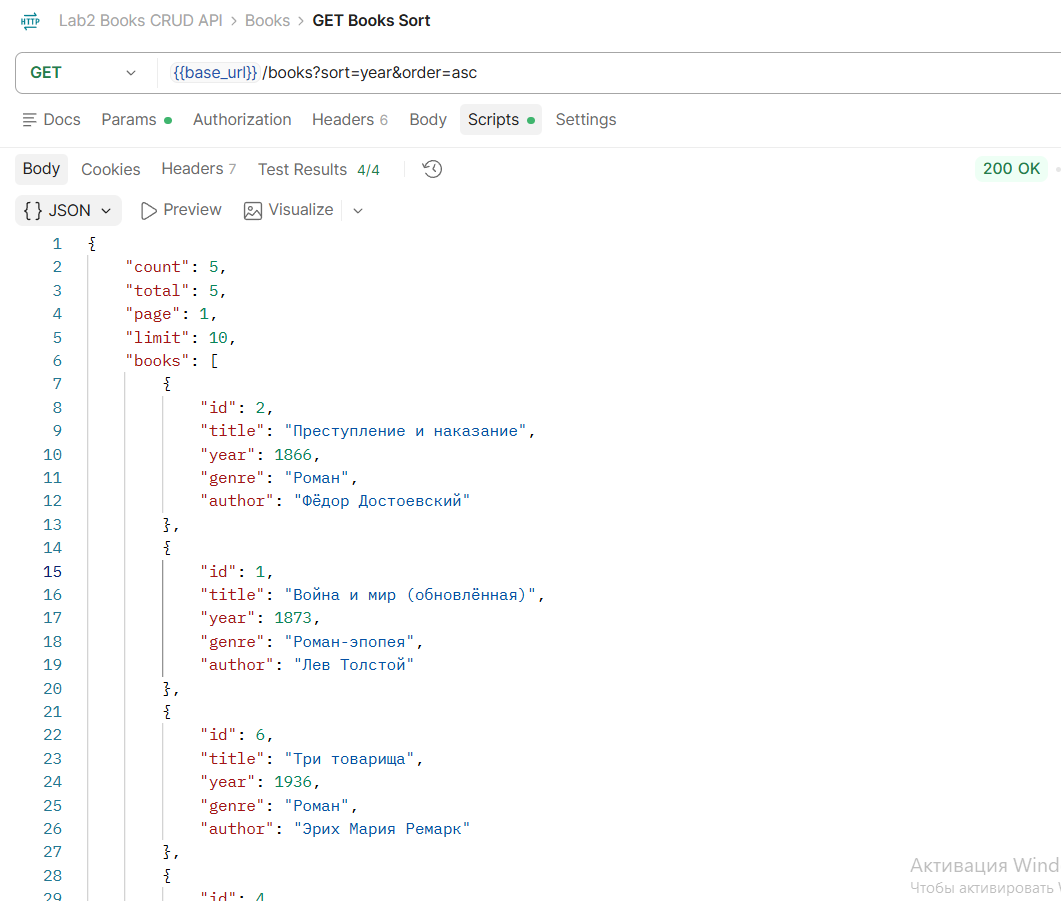 HTTP Lab2 Books CRUD API > Books > GET Books Sort
GET {{base_url}} /books?sort=year&order=asc
Docs Params Authorization Headers 6 Body Scripts Settings
Body Cookies Headers 7 Test Results 4/4 200 OK
{} JSON Preview Visualize
1 {
2 "count": 5,
3 "total": 5,
4 "page": 1,
5 "limit": 10,
6 "books": [
7 {
8 "id": 2,
9 "title": "Преступление и наказание",
10 "year": 1866,
11 "genre": "Роман",
12 "author": "Фёдор Достоевский"
13 },
14 {
15 "id": 1,
16 "title": "Война и мир (обновлённая)",
17 "year": 1873,
18 "genre": "Роман-эпопея",
19 "author": "Лев Толстой"
20 },
21 {
22 "id": 6,
23 "title": "Три товарища",
24 "year": 1936,
25 "genre": "Роман",
26 "author": "Эрих Мария Ремарк"
27 },
28 {
29 "id": 4
Активация Wind
Чтобы активировать